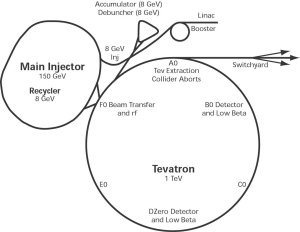 Accumulator (8 GeV)
Debuncher (8 GeV)
Linac
Booster
8 GeV
Inj
Switchyard
Main Injector
150 GeV
Recycler
8 GeV
A0
Tev Extraction
Collider Aborts
F0 Beam Transfer
and rf
B0 Detector
and Low Beta
Tevatron
1 TeV
E0
C0
DZero Detector
and Low Beta